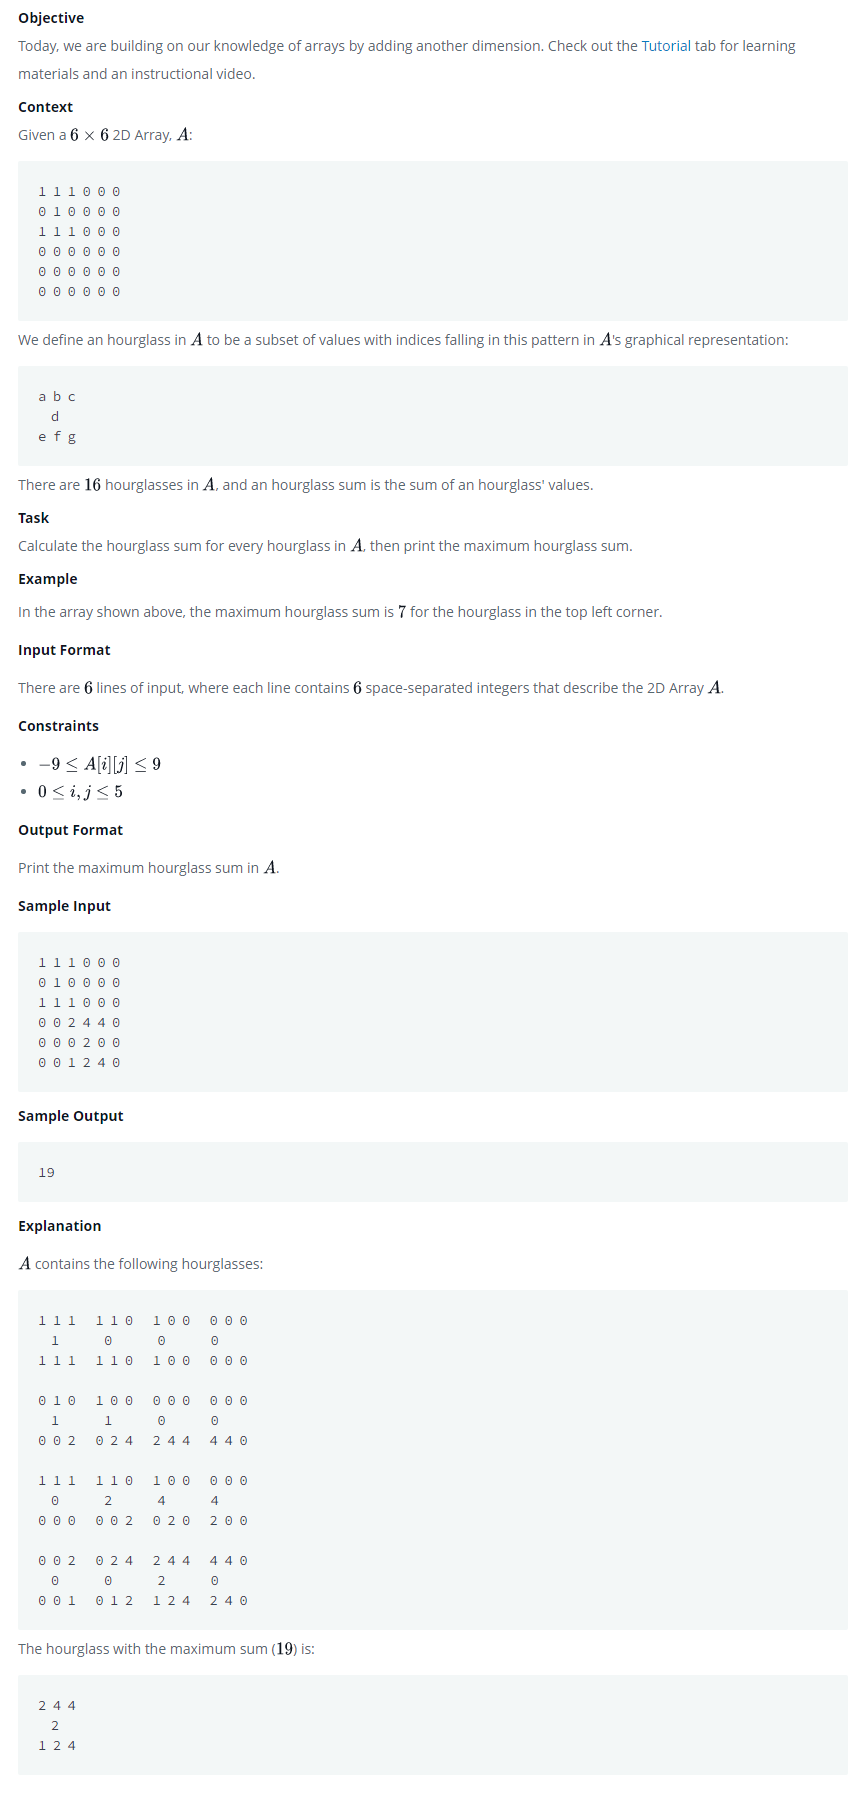 Objective
Today, we are building on our knowledge of arrays by adding another dimension. Check out the Tutorial tab for learning
materials and an instructional video.
Context
Given a 6 × 6 2D Array, A:
1 1 1 0 0 0
0 1 0 0 0 0
1 1 1 0 0 0
0 0 0 0 0 0
0 0 0 0 0 0
0 0 0 0 0 0
We define an hourglass in A to be a subset of values with indices falling in this pattern in A's graphical representation:
a b c
  d
e f g
There are 16 hourglasses in A, and an hourglass sum is the sum of an hourglass' values.
Task
Calculate the hourglass sum for every hourglass in A, then print the maximum hourglass sum.
Example
In the array shown above, the maximum hourglass sum is 7 for the hourglass in the top left corner.
Input Format
There are 6 lines of input, where each line contains 6 space-separated integers that describe the 2D Array A.
Constraints
• −9 ≤ A[i][j] ≤ 9
• 0 ≤ i, j ≤ 5
Output Format
Print the maximum hourglass sum in A.
Sample Input
1 1 1 0 0 0
0 1 0 0 0 0
1 1 1 0 0 0
0 0 2 4 4 0
0 0 0 2 0 0
0 0 1 2 4 0
Sample Output
19
Explanation
A contains the following hourglasses:
1 1 1   1 1 0   1 0 0   0 0 0
  1       0       0       0
1 1 1   1 1 0   1 0 0   0 0 0
0 1 0   1 0 0   0 0 0   0 0 0
  1       1       0       0
0 0 2   0 2 4   2 4 4   4 4 0
1 1 1   1 1 0   1 0 0   0 0 0
  0       2       4       4
0 0 0   0 0 2   0 2 0   2 0 0
0 0 2   0 2 4   2 4 4   4 4 0
  0       0       2       0
0 0 1   0 1 2   1 2 4   2 4 0
The hourglass with the maximum sum (19) is:
2 4 4
  2
1 2 4